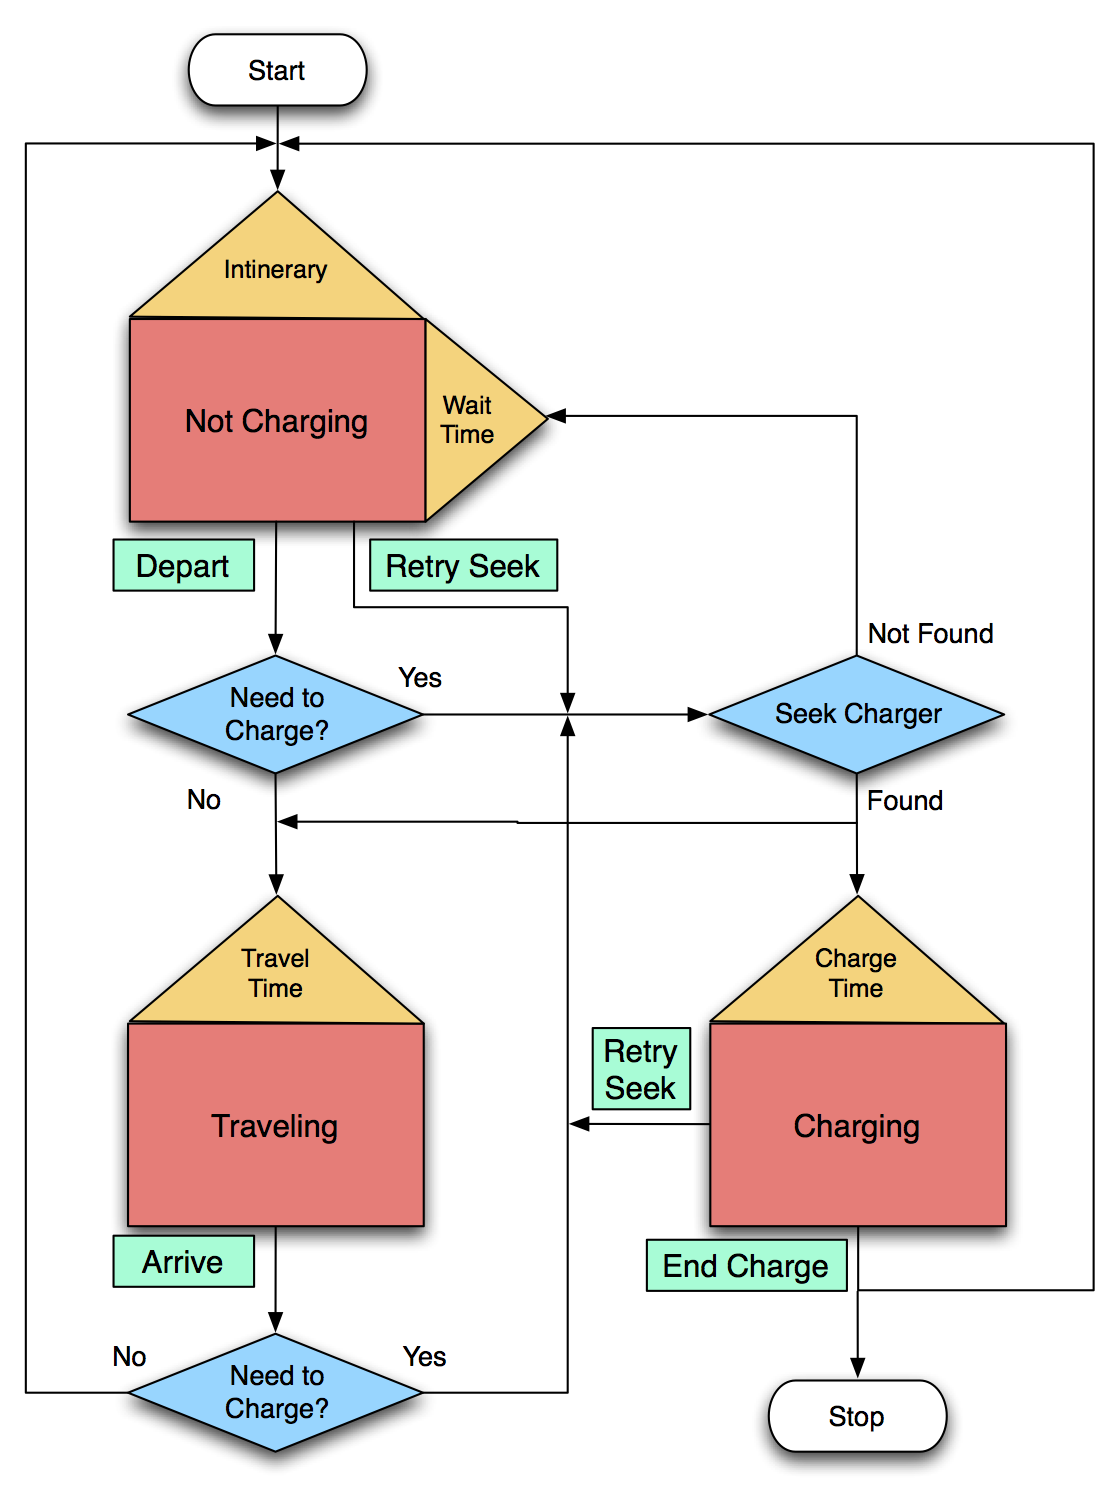 Start
Intinerary
Not Charging
Wait
Time
Depart
Retry Seek
Not Found
Yes
Need to
Charge?
Seek Charger
No
Found
Travel
Time
Charge
Time
Retry
Seek
Traveling
Charging
Arrive
End Charge
No
Yes
Need to
Charge?
Stop